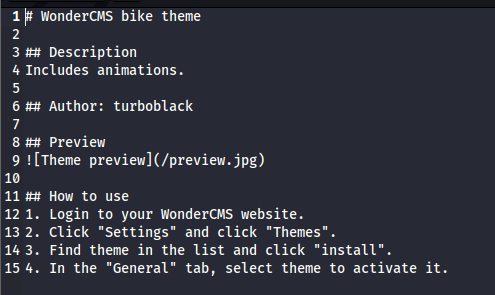 1 # WonderCMS bike theme
2
3 ## Description
4 Includes animations.
5
6 ## Author: turboblack
7
8 ## Preview
9 ![Theme preview](/preview.jpg)
10
11 ## How to use
12 1. Login to your WonderCMS website.
13 2. Click "Settings" and click "Themes".
14 3. Find theme in the list and click "install".
15 4. In the "General" tab, select theme to activate it.